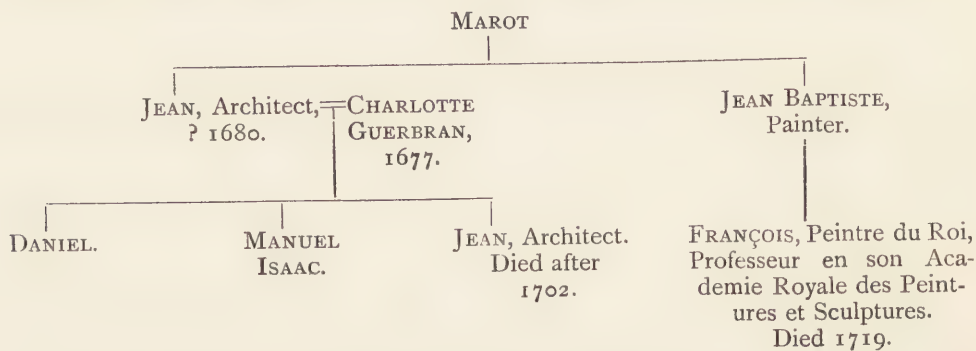 MAROT
JEAN, Architect,
? 1680.
CHARLOTTE
GUERBRAN,
1677.
JEAN BAPTISTE,
Painter.
DANIEL.
MANUEL
ISAAC.
JEAN, Architect.
Died after
1702.
FRANÇOIS, Peintre du Roi,
Professeur en son Aca-
demie Royale des Peint-
ures et Sculptures.
Died 1719.